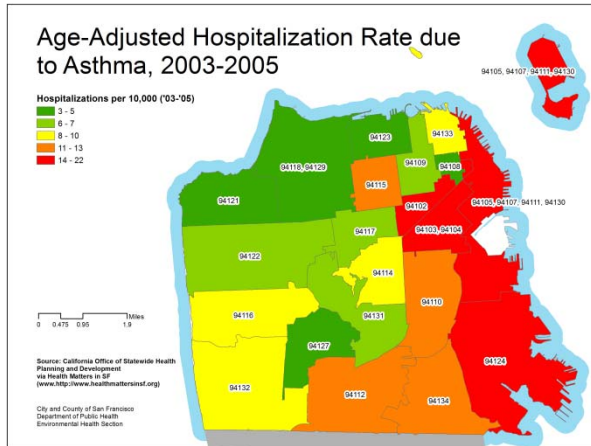 Age-Adjusted Hospitalization Rate due
to Asthma, 2003-2005
Hospitalizations per 10,000 ('03-'05)
3 - 5
6 - 7
8 - 10
11 - 13
14 - 22
94105, 94107, 94111, 94130
94133
94123
94109
94108
94118, 94129
94115
94121
94102
94105, 94107, 94111, 94130
94103, 94104
94117
94122
94114
94110
94116
94131
94127
94124
94132
94112
94134
0 0.475 0.95 1.9 Miles
Source: California Office of Statewide Health
Planning and Development
via Health Matters in SF
(www.http://www.healthmattersinsf.org)
City and County of San Francisco
Department of Public Health
Environmental Health Section